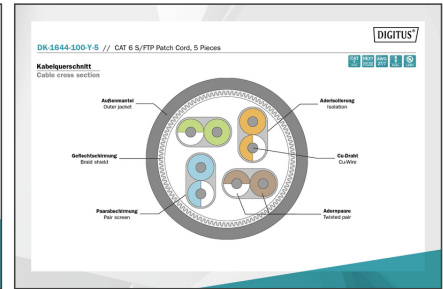 DIGITUS®
DK-1644-100-Y-5 // CAT 6 S/FTP Patch Cord, 5 Pieces
Kabelquerschnitt
Cable cross section
Außenmantel
Outer jacket
Aderisolierung
Isolation
Geflechtschirmung
Braid shield
Cu-Draht
Cu-Wire
Paarabschirmung
Pair screen
Adernpaare
Twisted pair